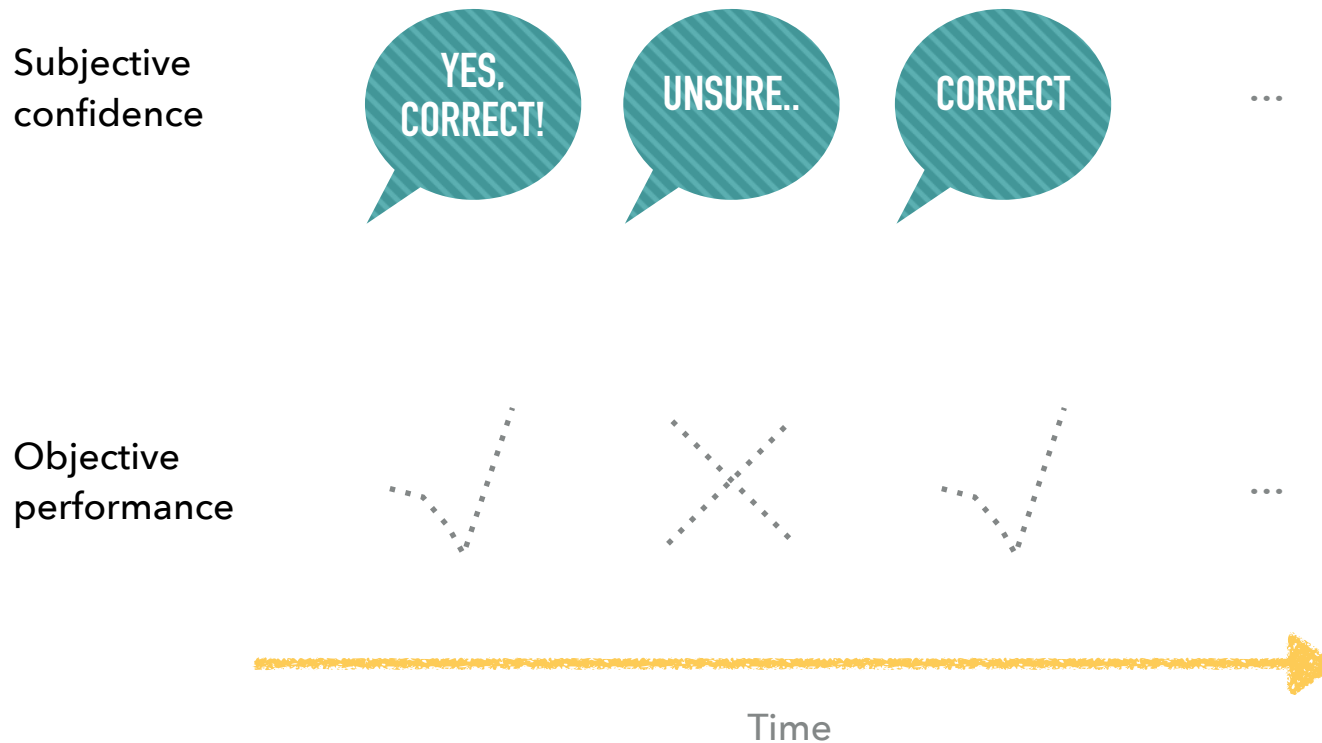 Subjective
confidence
YES,
CORRECT!
UNSURE..
CORRECT
...
Objective
performance
...
Time